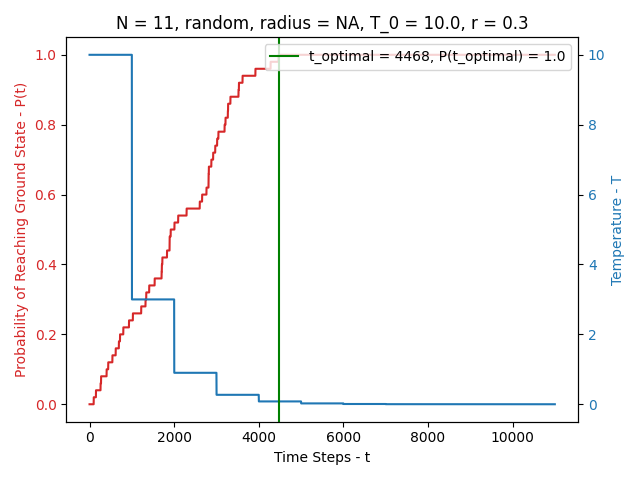 N = 11, random, radius = NA, T_0 = 10.0, r = 0.3
t_optimal = 4468, P(t_optimal) = 1.0
Probability of Reaching Ground State - P(t)
1.0
0.8
0.6
0.4
0.2
0.0
10
8
6
4
2
0
Temperature - T
0 2000 4000 6000 8000 10000
Time Steps - t